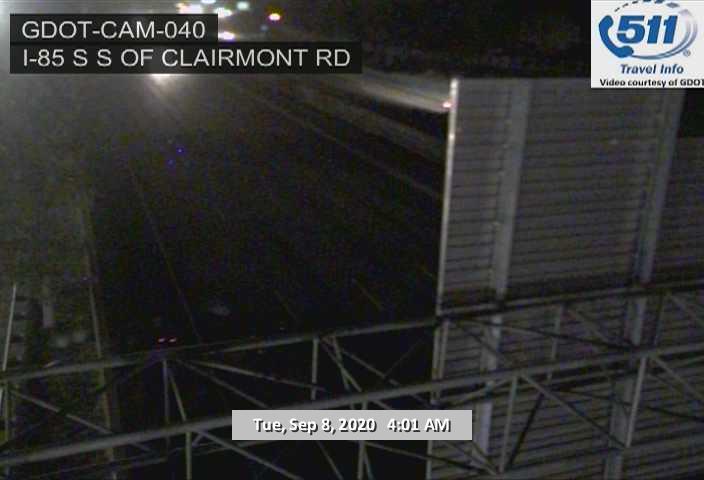 GDOT-CAM-040
I-85 S S OF CLAIRMONT RD
511
Travel Info
Video courtesy of GDOT
Tue, Sep 8, 2020 4:01 AM